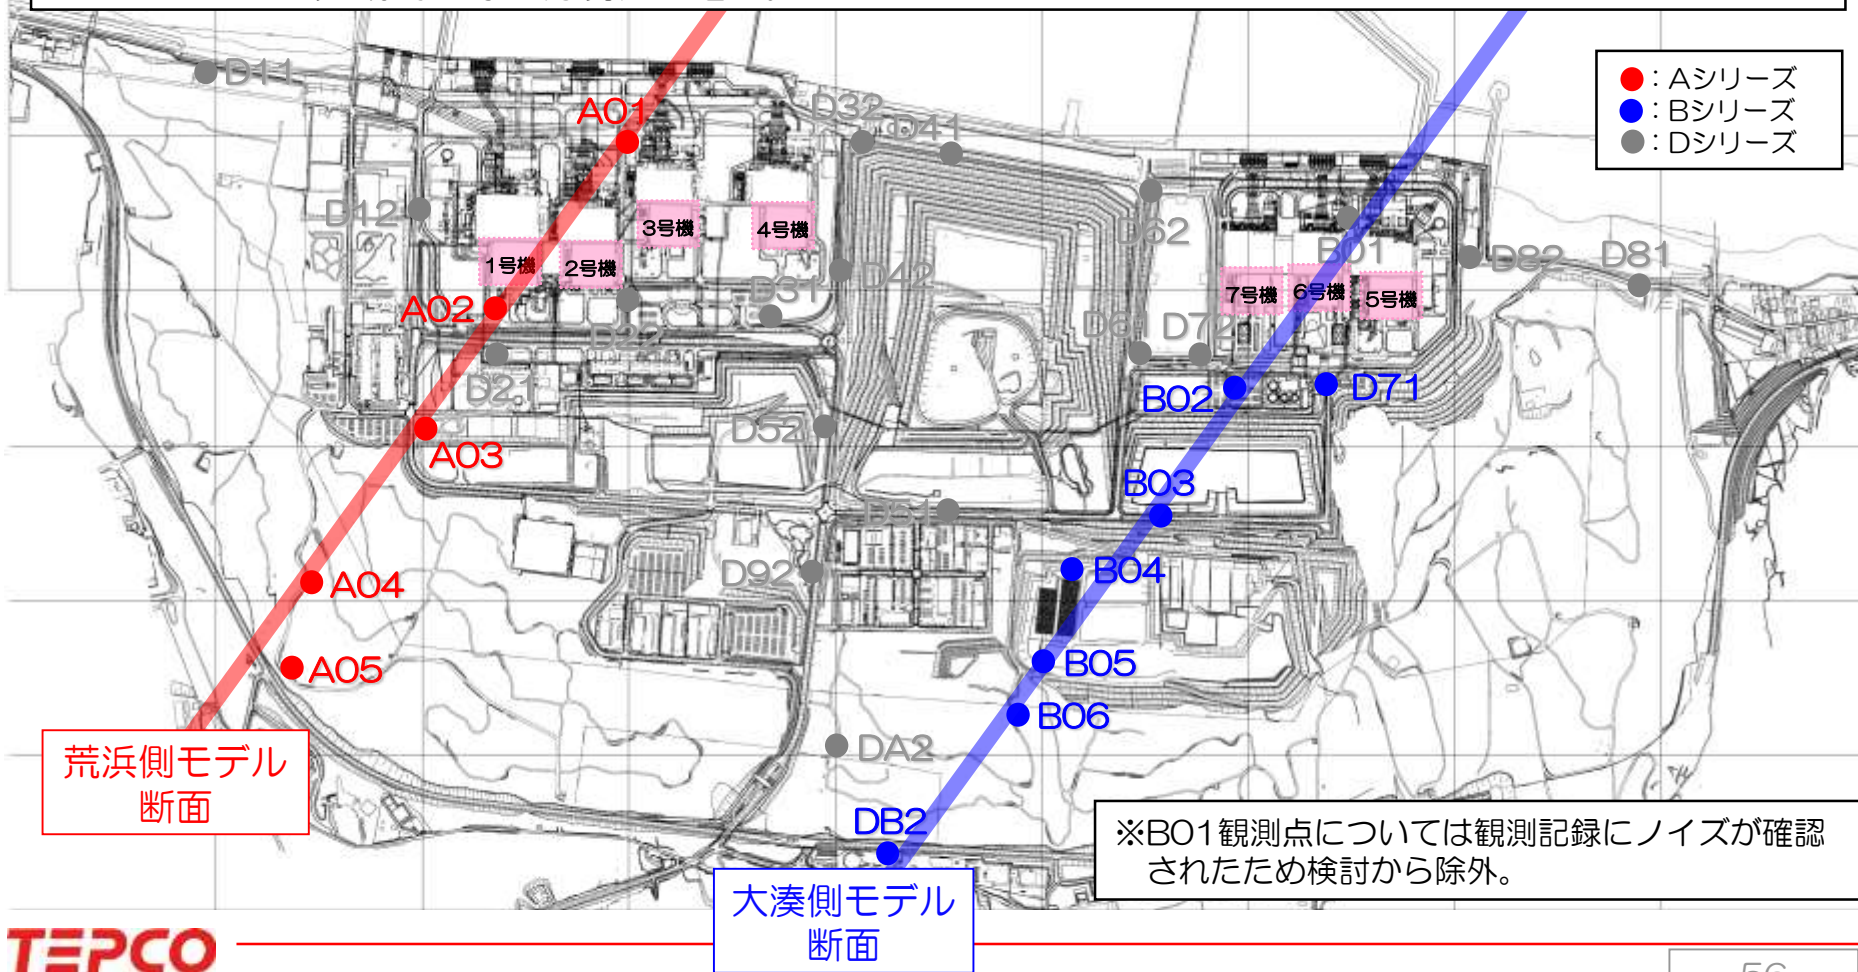 ●：Aシリーズ
●：Bシリーズ
●：Dシリーズ
D11
A01
D32
D41
D12
3号機
4号機
D62
B01
D82
D81
1号機
2号機
D42
7号機
6号機
5号機
A02
D31
D22
D61
D72
D21
B02
D71
A03
D52
B03
D51
A04
D92
B04
A05
B05
B06
DA2
荒浜側モデル
断面
DB2
※B01観測点については観測記録にノイズが確認
されたため検討から除外。
大湊側モデル
断面
TEPCO